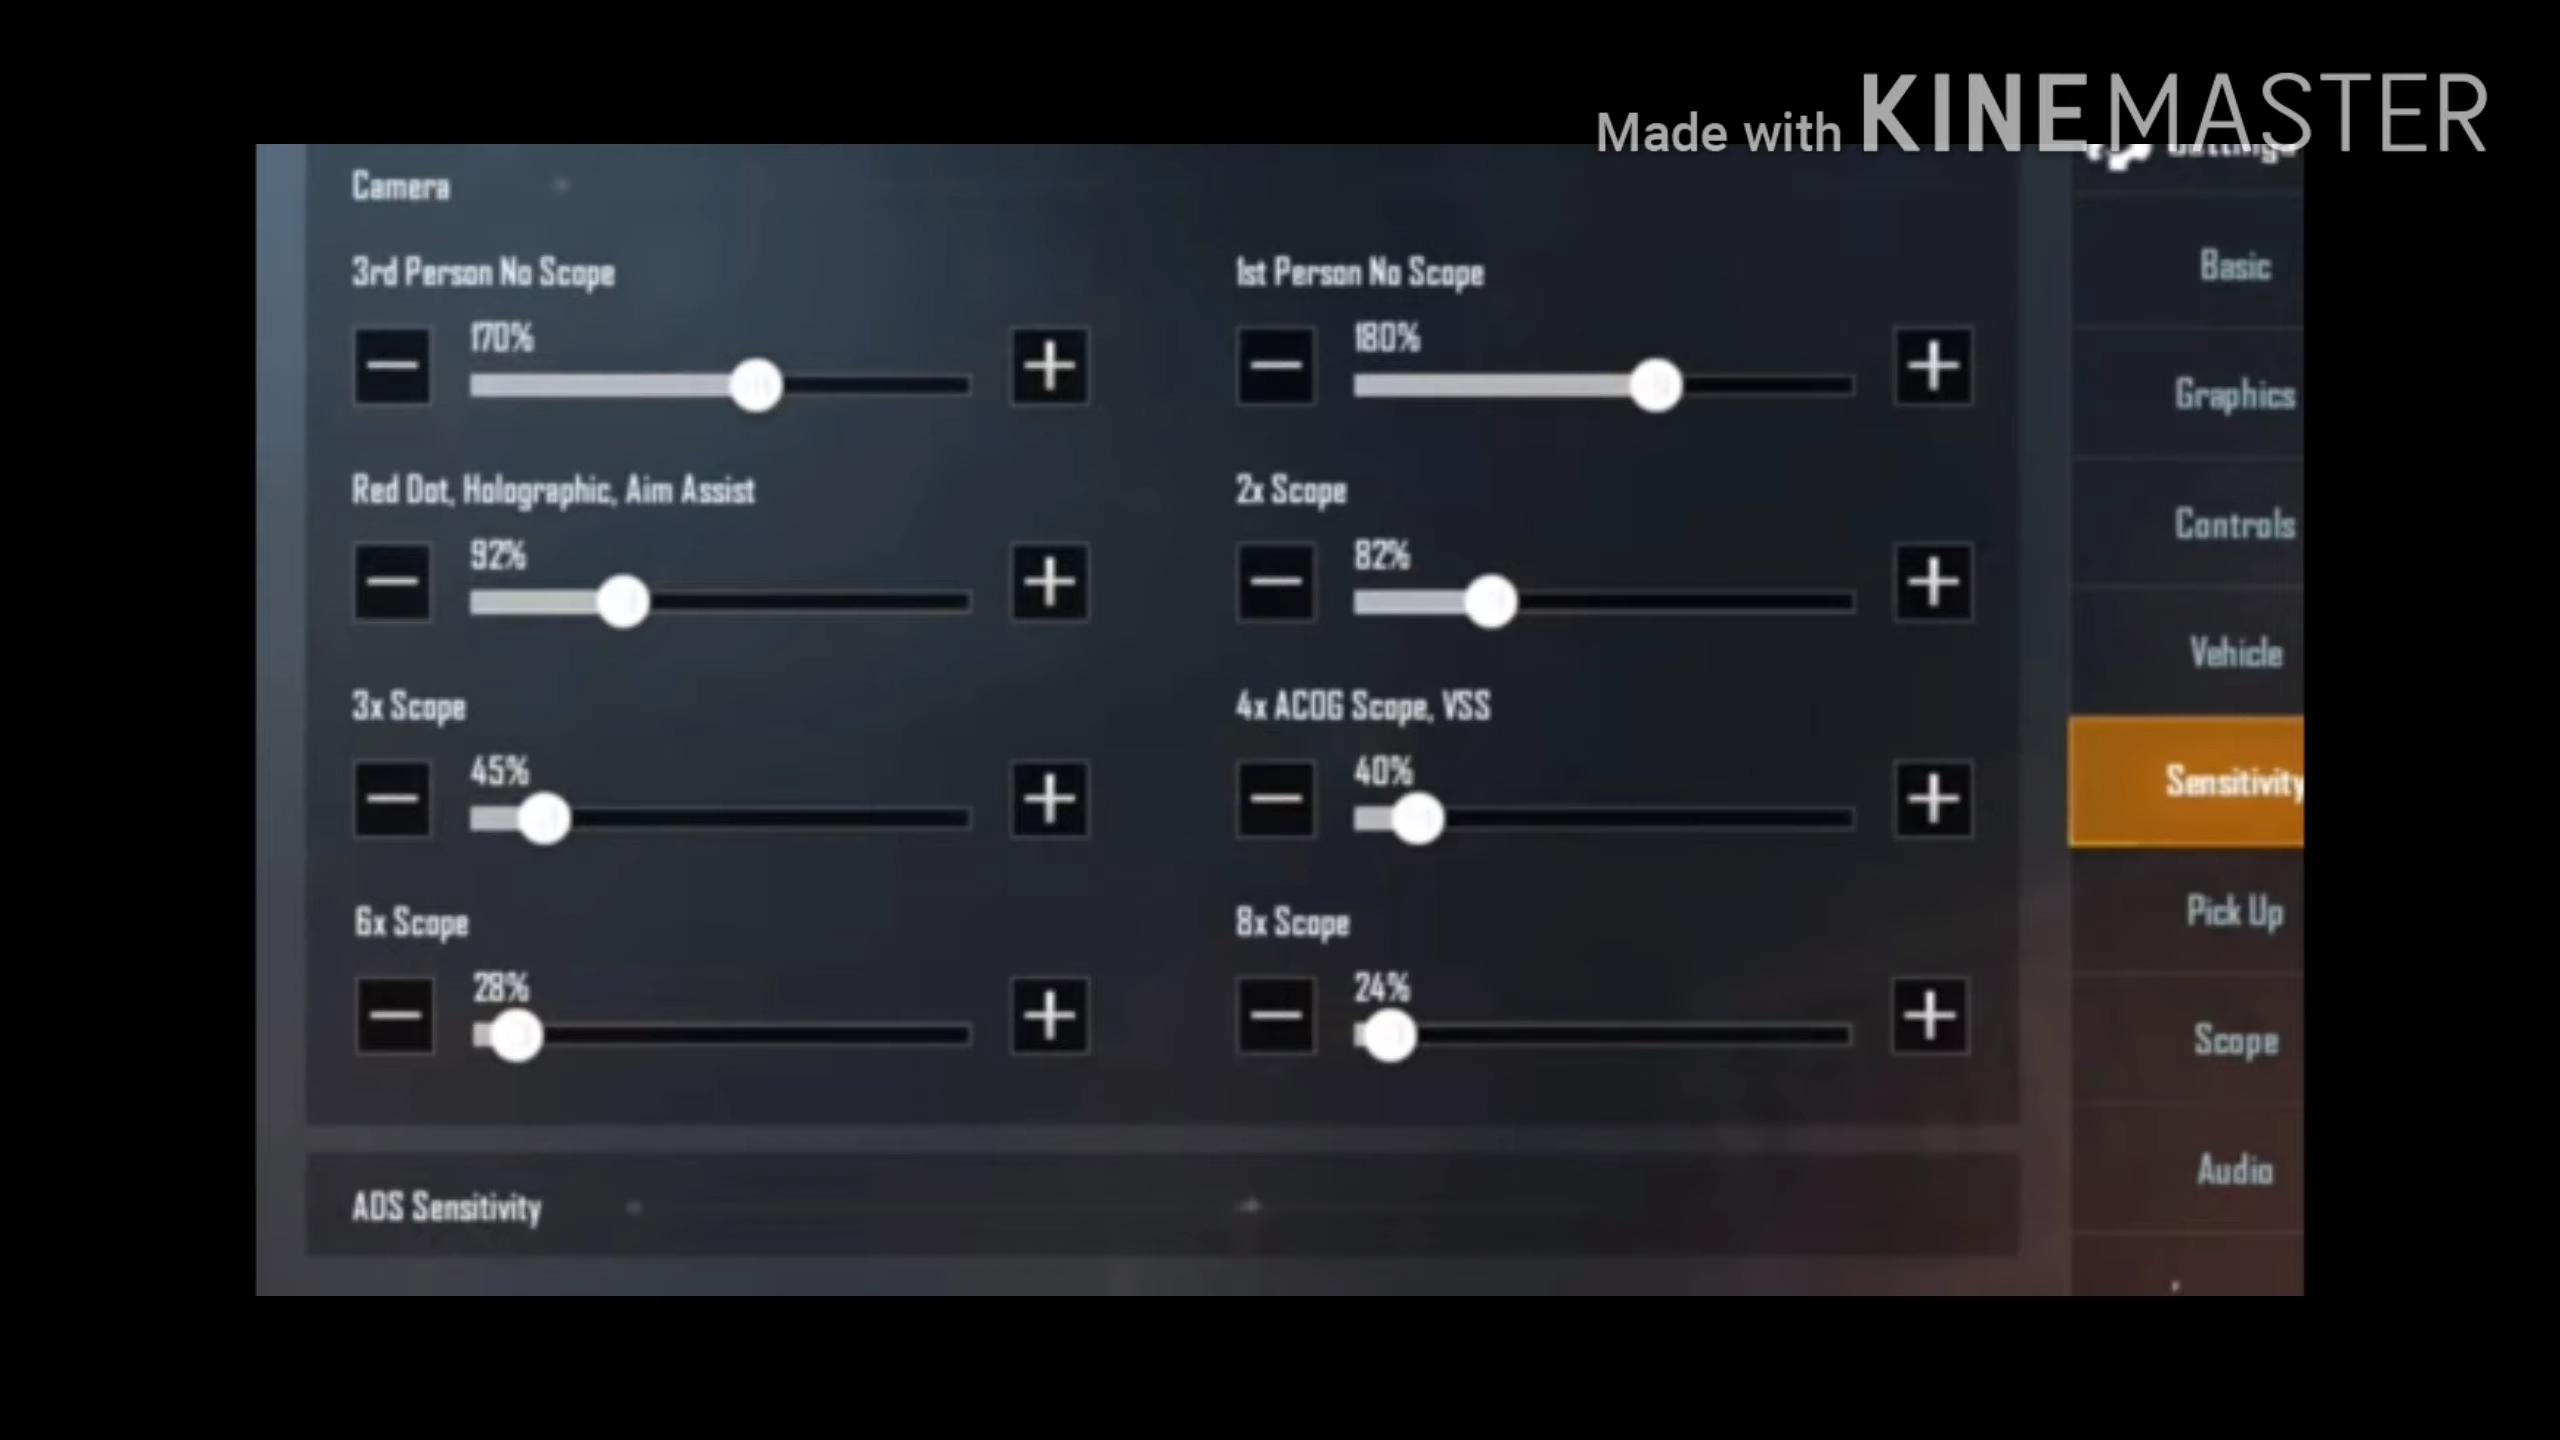 Made with KINEMASTER
Settings
Camera
3rd Person No Scope
1st Person No Scope
170%
180%
Red Dot, Holographic, Aim Assist
2x Scope
92%
82%
3x Scope
4x ACOG Scope, VSS
45%
40%
6x Scope
8x Scope
28%
24%
ADS Sensitivity
Basic
Graphics
Controls
Vehicle
Sensitivity
Pick Up
Scope
Audio